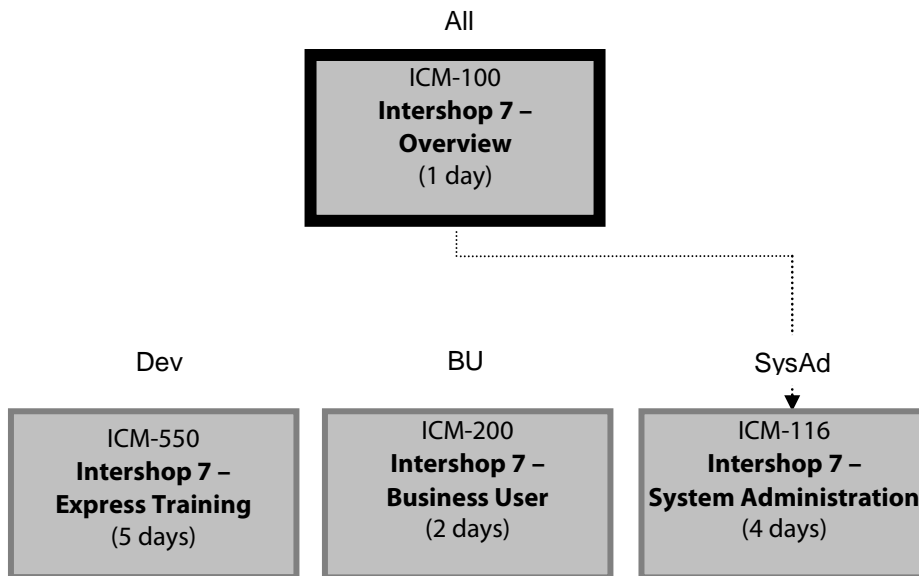 All
ICM-100
Intershop 7 –
Overview
(1 day)
Dev
BU
SysAd
ICM-550
Intershop 7 –
Express Training
(5 days)
ICM-200
Intershop 7 –
Business User
(2 days)
ICM-116
Intershop 7 –
System Administration
(4 days)